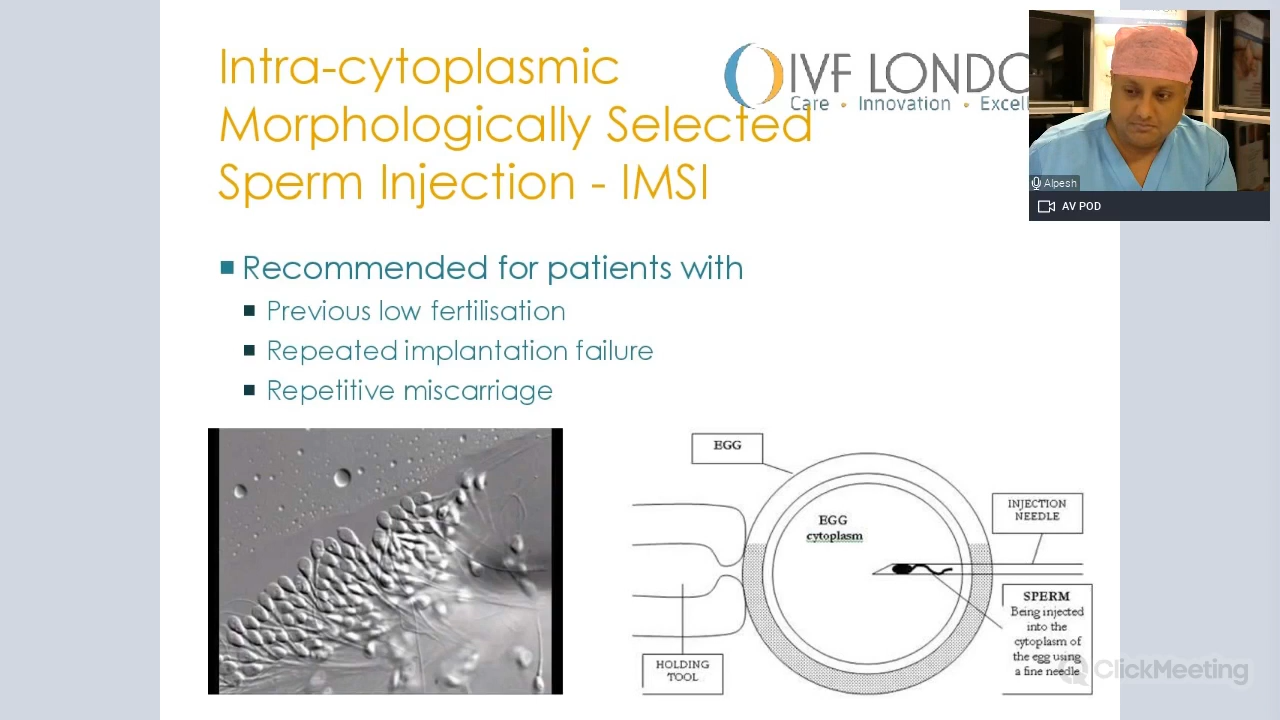 Intra-cytoplasmic
Morphologically Selected
Sperm Injection - IMSI
IVF LONDO
Care • Innovation • Excell
Alpesh
AV POD
Recommended for patients with
Previous low fertilisation
Repeated implantation failure
Repetitive miscarriage
EGG
EGG
cytoplasm
INJECTION
NEEDLE
SPERM
Being injected
into the
cytoplasm of
the egg using
a fine needle
HOLDING
TOOL
ClickMeeting